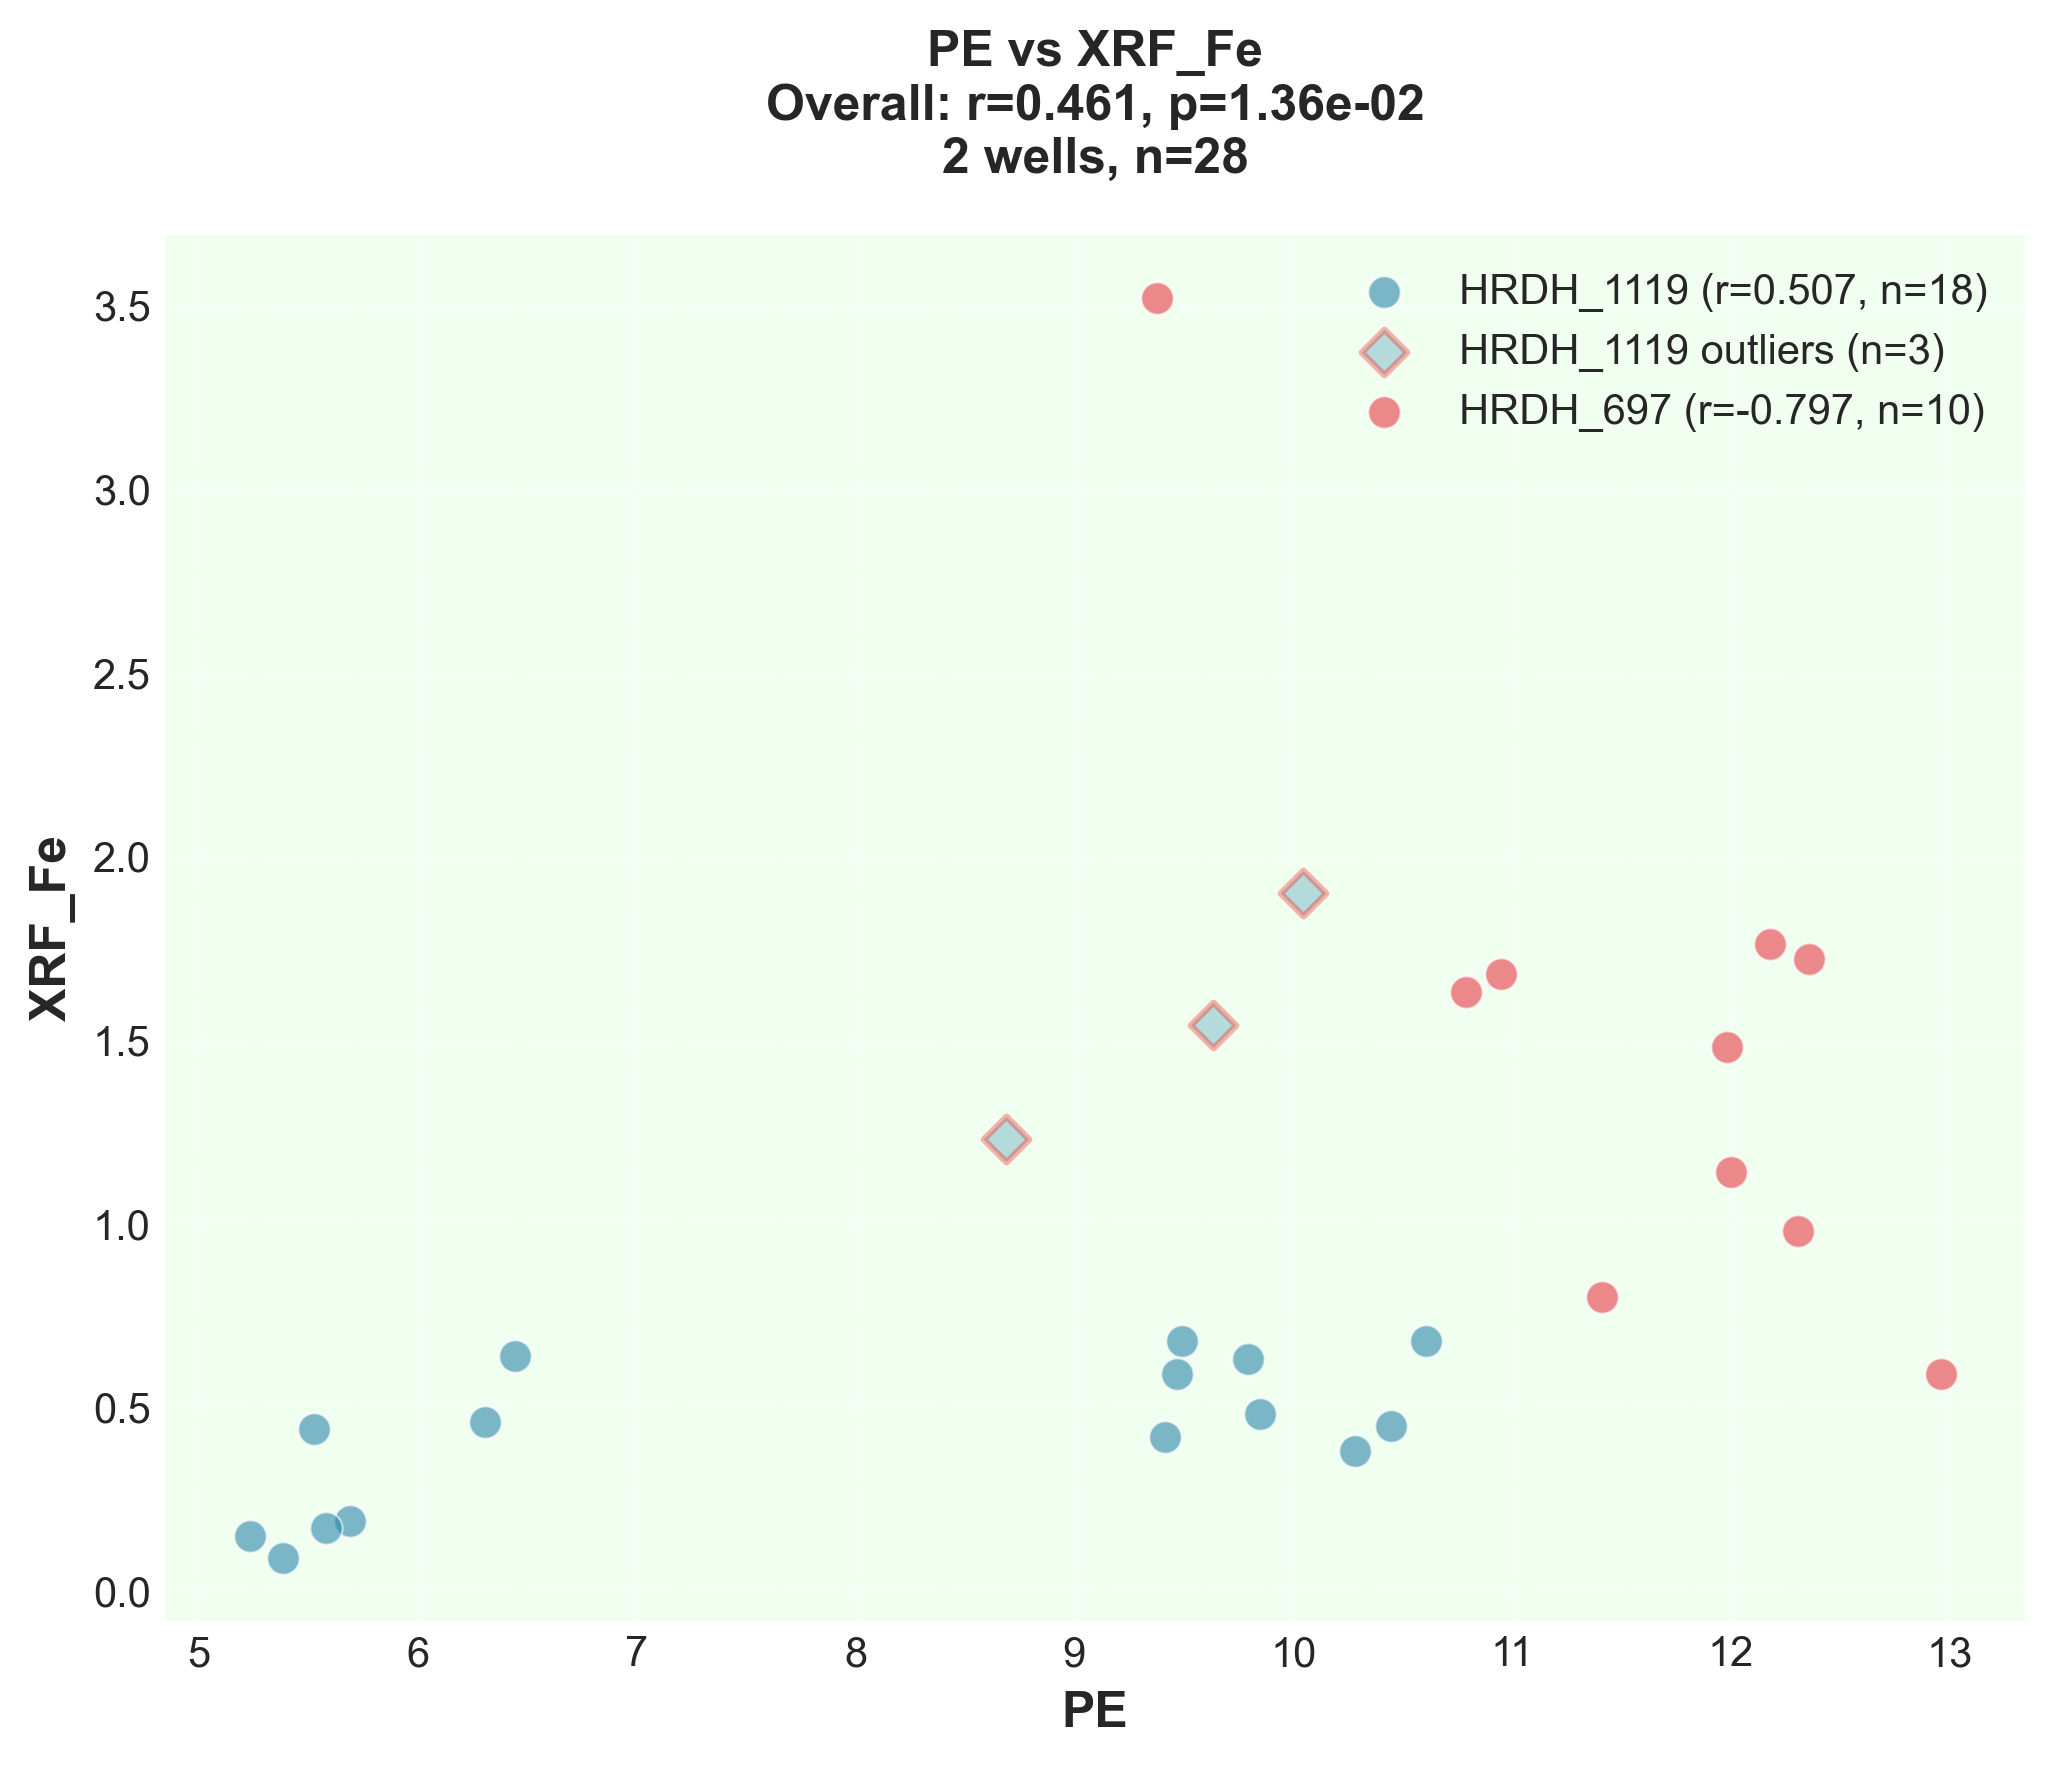 PE vs XRF_Fe
Overall: r=0.461, p=1.36e-02
2 wells, n=28
HRDH_1119 (r=0.507, n=18)
HRDH_1119 outliers (n=3)
HRDH_697 (r=-0.797, n=10)
XRF_Fe
3.5
3.0
2.5
2.0
1.5
1.0
0.5
0.0
5 6 7 8 9 10 11 12 13
PE